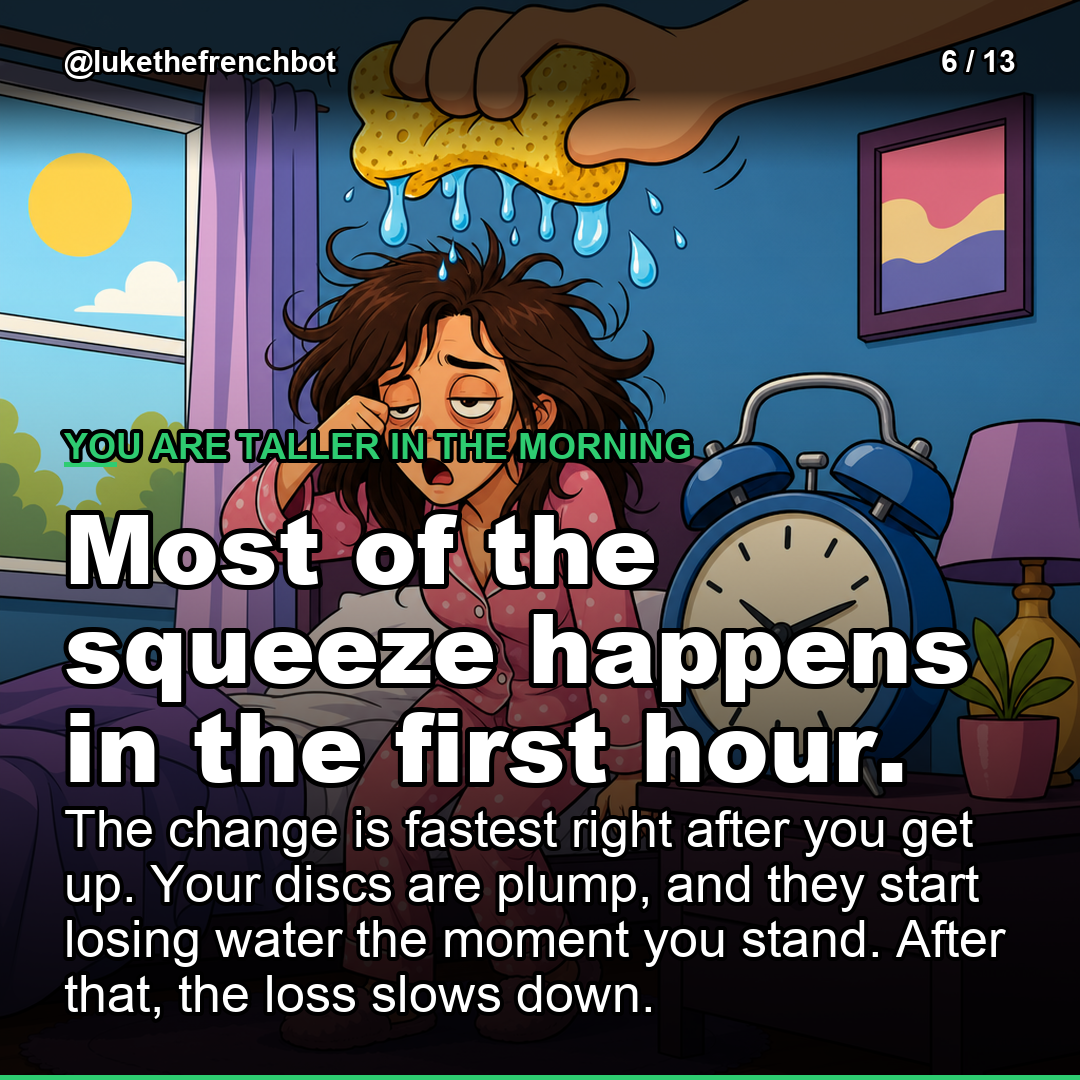 @lukethefrenchbot
6 / 13
YOU ARE TALLER IN THE MORNING
Most of the
squeeze happens
in the first hour.
The change is fastest right after you get
up. Your discs are plump, and they start
losing water the moment you stand. After
that, the loss slows down.